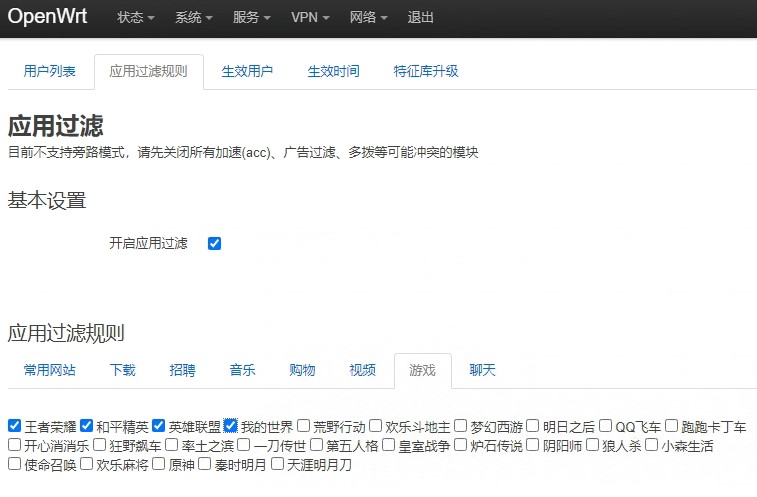 OpenWrt 状态 系统 服务 VPN 网络 退出
用户列表 应用过滤规则 生效用户 生效时间 特征库升级
应用过滤
目前不支持旁路模式，请先关闭所有加速(acc)、广告过滤、多拨等可能冲突的模块
基本设置
开启应用过滤
应用过滤规则
常用网站 下载 招聘 音乐 购物 视频 游戏 聊天
王者荣耀 和平精英 英雄联盟 我的世界 荒野行动 欢乐斗地主 梦幻西游 明日之后 QQ飞车 跑跑卡丁车
开心消消乐 狂野飙车 率土之滨 一刀传世 第五人格 皇室战争 炉石传说 阴阳师 狼人杀 小森生活
使命召唤 欢乐麻将 原神 秦时明月 天涯明月刀